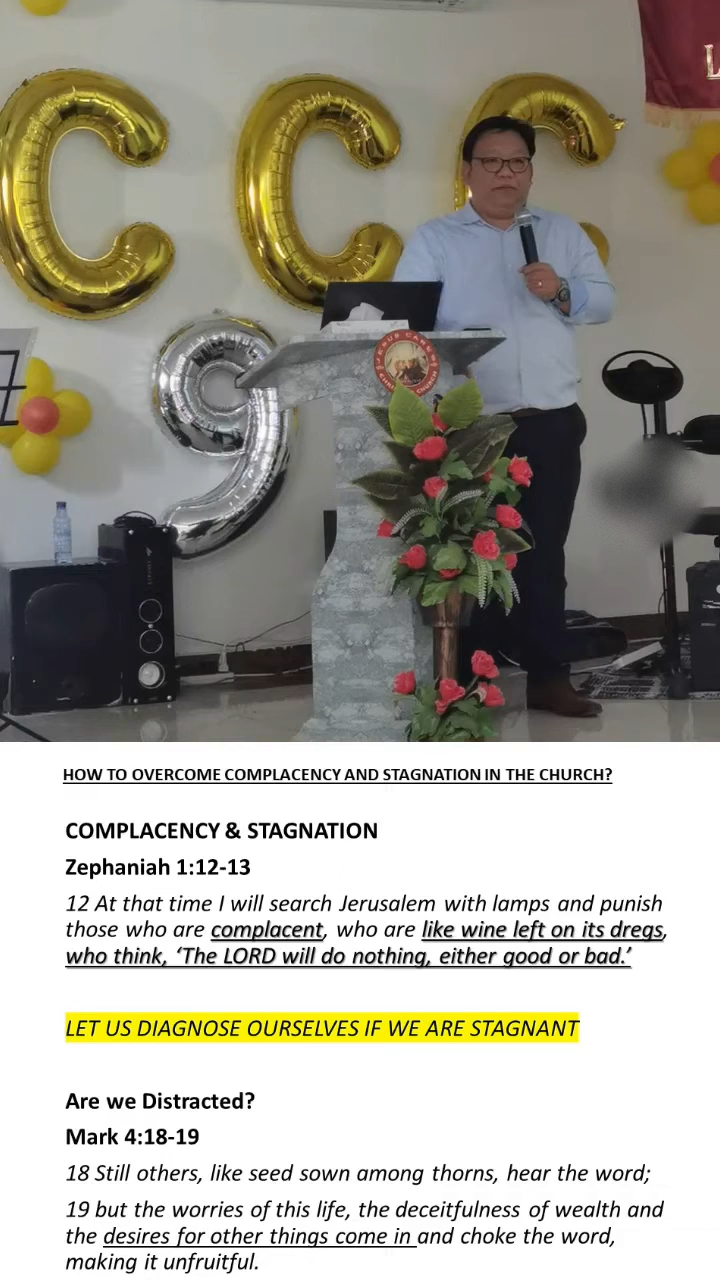 C C C
L
9
JESUS CARES
CHURCH
HOW TO OVERCOME COMPLACENCY AND STAGNATION IN THE CHURCH?
COMPLACENCY & STAGNATION
Zephaniah 1:12-13
12 At that time I will search Jerusalem with lamps and punish
those who are complacent, who are like wine left on its dregs,
who think, ‘The LORD will do nothing, either good or bad.’
LET US DIAGNOSE OURSELVES IF WE ARE STAGNANT
Are we Distracted?
Mark 4:18-19
18 Still others, like seed sown among thorns, hear the word;
19 but the worries of this life, the deceitfulness of wealth and
the desires for other things come in and choke the word,
making it unfruitful.